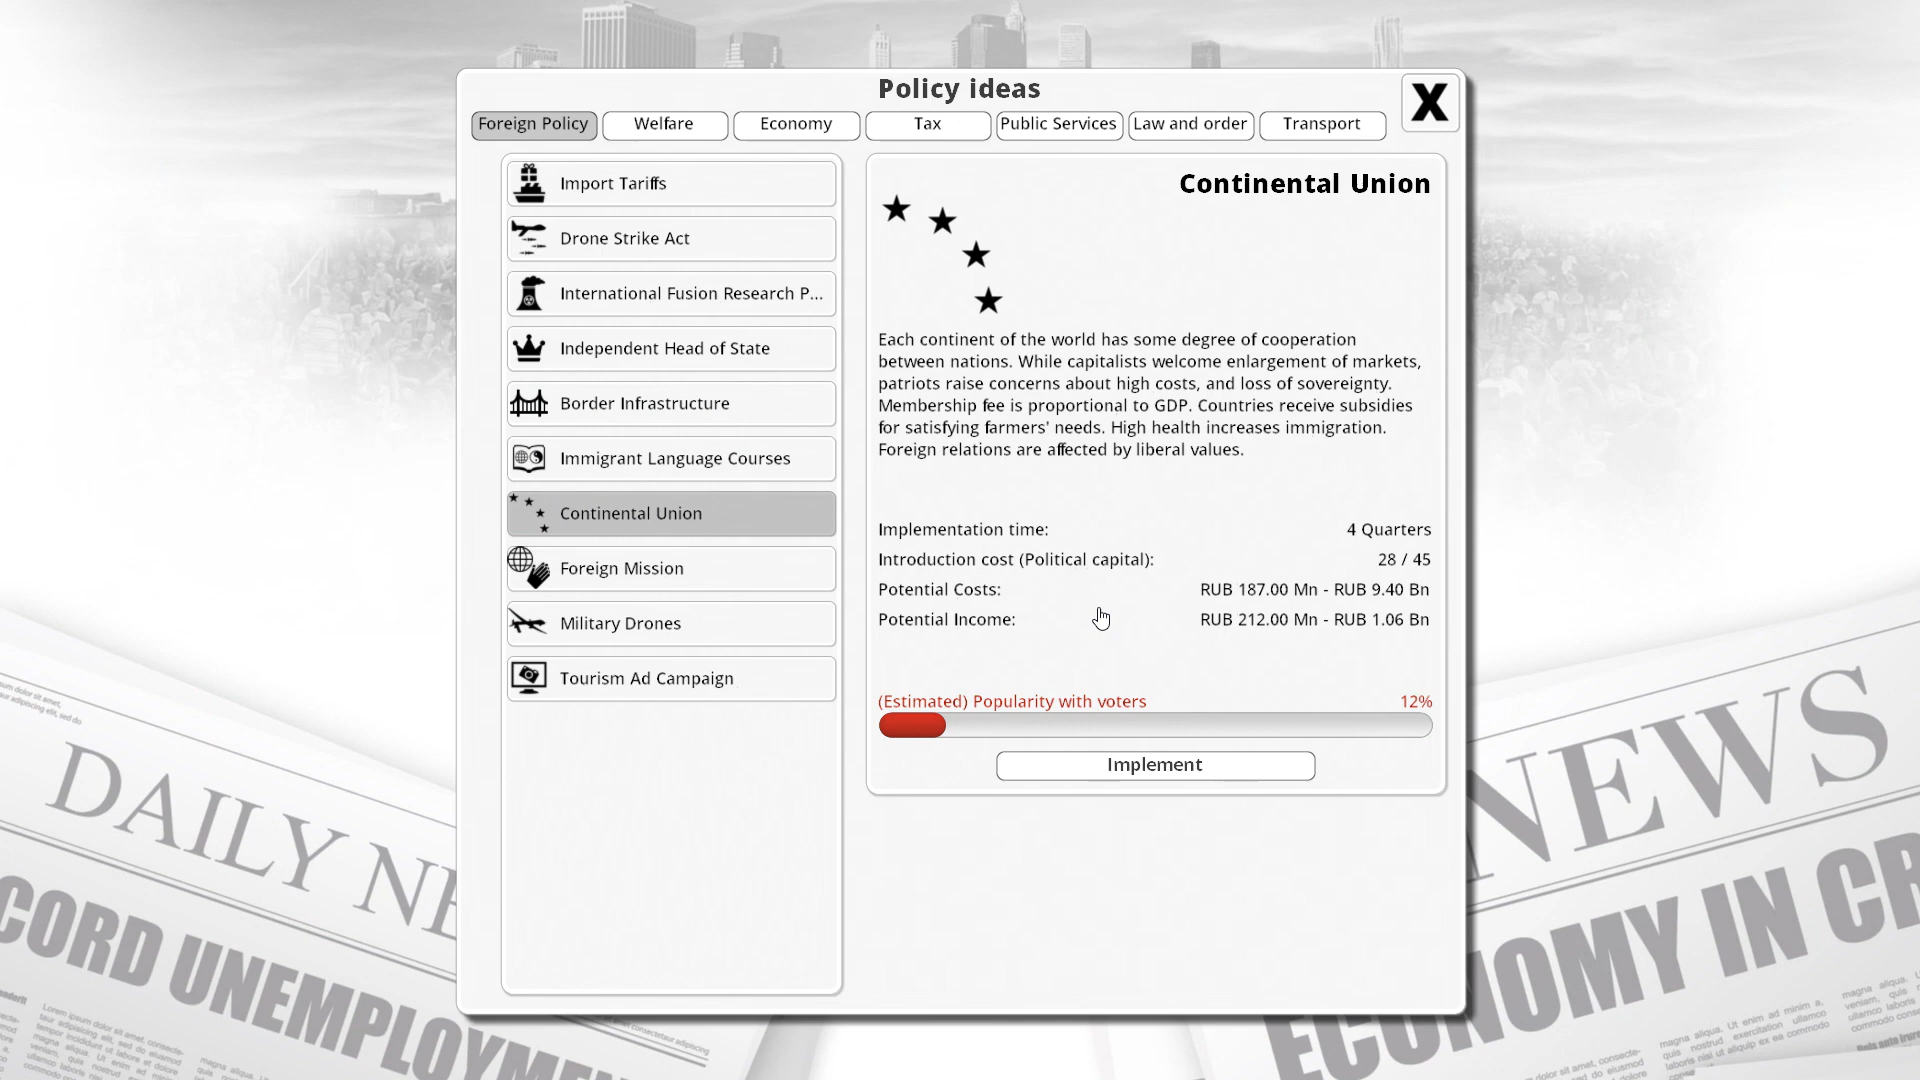 Policy ideas
X
Foreign Policy
Welfare
Economy
Tax
Public Services
Law and order
Transport
Import Tariffs
Drone Strike Act
International Fusion Research P...
Independent Head of State
Border Infrastructure
Immigrant Language Courses
Continental Union
Foreign Mission
Military Drones
Tourism Ad Campaign
Continental Union
Each continent of the world has some degree of cooperation
between nations. While capitalists welcome enlargement of markets,
patriots raise concerns about high costs, and loss of sovereignty.
Membership fee is proportional to GDP. Countries receive subsidies
for satisfying farmers' needs. High health increases immigration.
Foreign relations are affected by liberal values.
Implementation time: 4 Quarters
Introduction cost (Political capital): 28 / 45
Potential Costs: RUB 187.00 Mn - RUB 9.40 Bn
Potential Income: RUB 212.00 Mn - RUB 1.06 Bn
(Estimated) Popularity with voters 12%
Implement
DAILY NE
CORD UNEMPLOYME
NEWS
ECONOMY IN CR